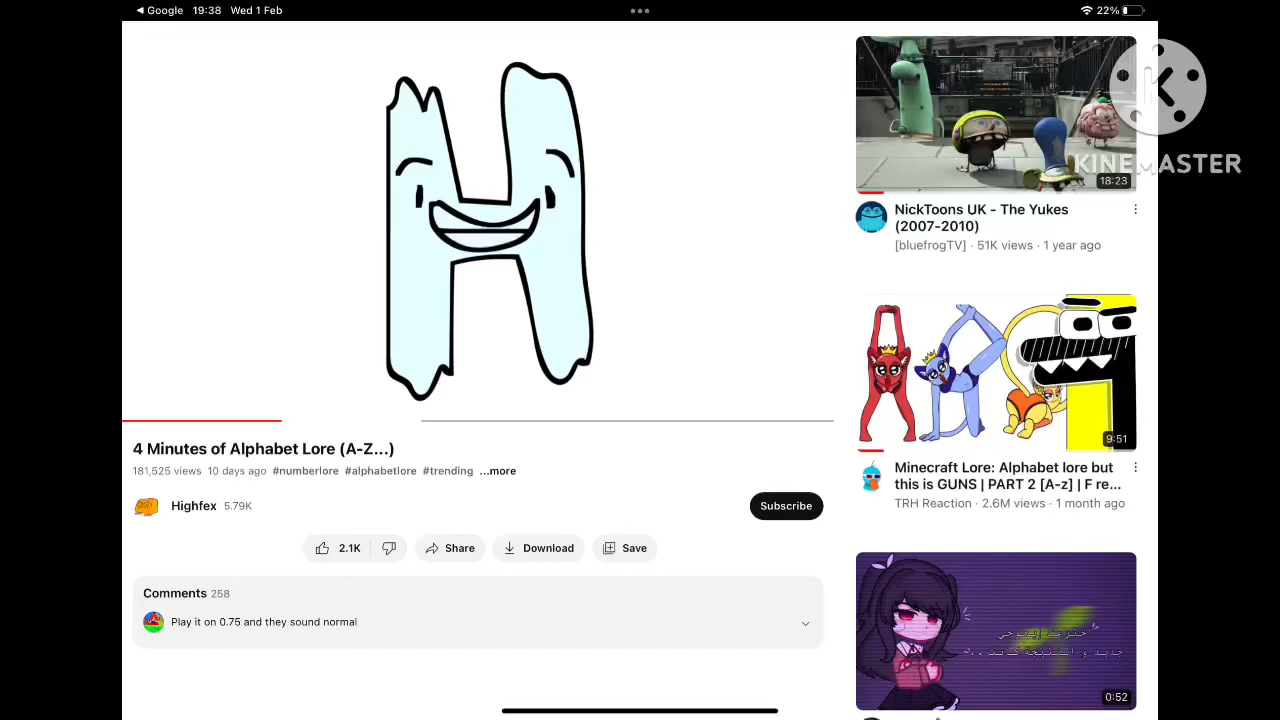 Google 19:38 Wed 1 Feb
22%
KINEMASTER
18:23
NickToons UK - The Yukes
(2007-2010)
[bluefrogTV] · 51K views · 1 year ago
4 Minutes of Alphabet Lore (A-Z...)
181,525 views 10 days ago #numberlore #alphabetlore #trending ...more
Highfex 5.79K
Subscribe
2.1K
Share
Download
Save
Comments 258
Play it on 0.75 and they sound normal
9:51
Minecraft Lore: Alphabet lore but
this is GUNS | PART 2 [A-z] | F re...
TRH Reaction · 2.6M views · 1 month ago
0:52